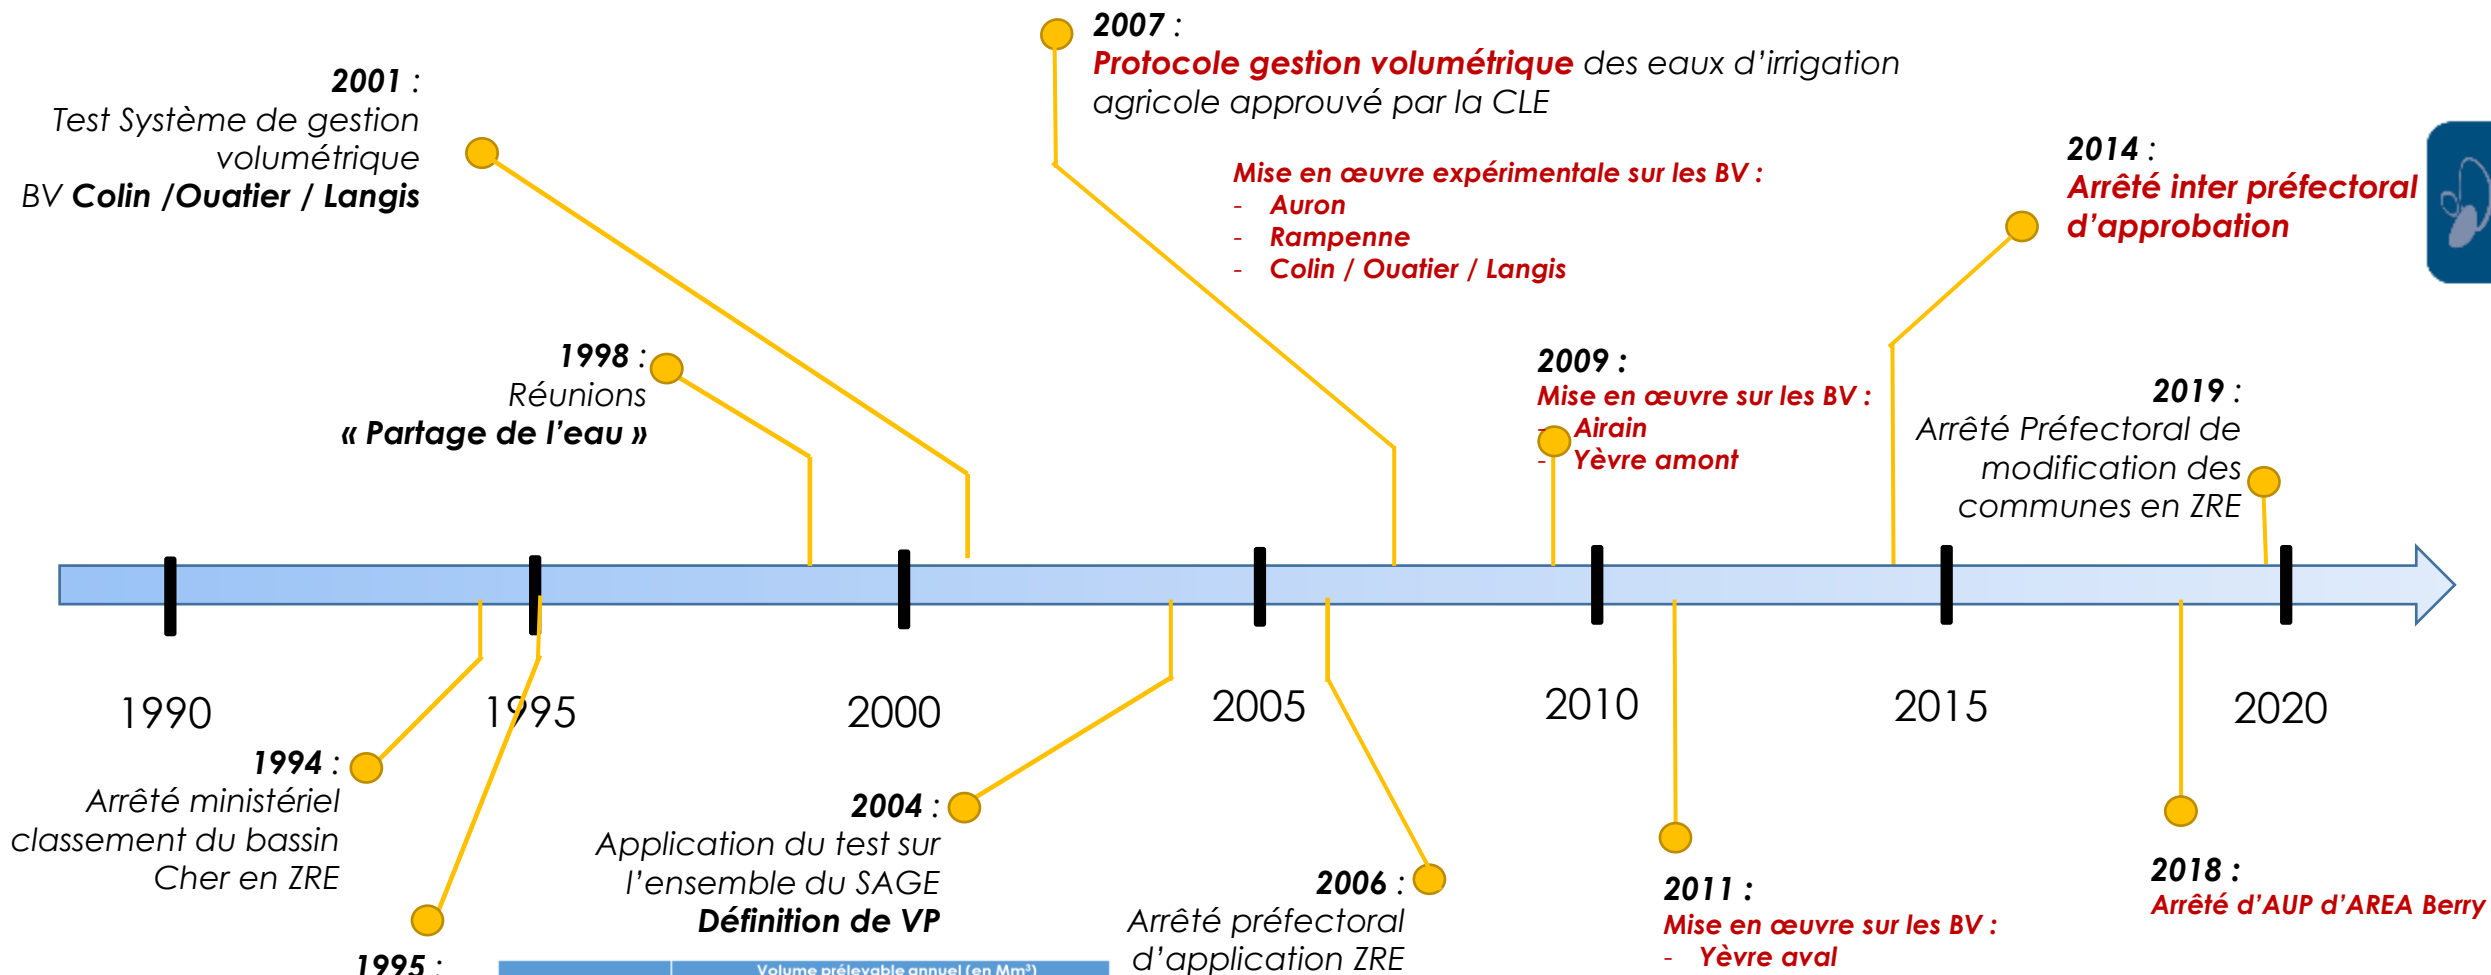 2007 :
Protocole gestion volumétrique des eaux d'irrigation
agricole approuvé par la CLE
2001 :
Test Système de gestion
volumétrique
BV Colin /Ouatier / Langis
Mise en œuvre expérimentale sur les BV :
- Auron
- Rampenne
- Colin / Ouatier / Langis
2014 :
Arrêté inter préfectoral
d'approbation
1998 :
Réunions
« Partage de l'eau »
2009 :
Mise en œuvre sur les BV :
- Airain
- Yèvre amont
2019 :
Arrêté Préfectoral de
modification des
communes en ZRE
1990
1995
2000
2005
2010
2015
2020
1994 :
Arrêté ministériel
classement du bassin
Cher en ZRE
1995 :
2004 :
Application du test sur
l'ensemble du SAGE
Définition de VP
Volume prélevable annuel (en Mm³)
2006 :
Arrêté préfectoral
d'application ZRE
2011 :
Mise en œuvre sur les BV :
- Yèvre aval
2018 :
Arrêté d'AUP d'AREA Berry